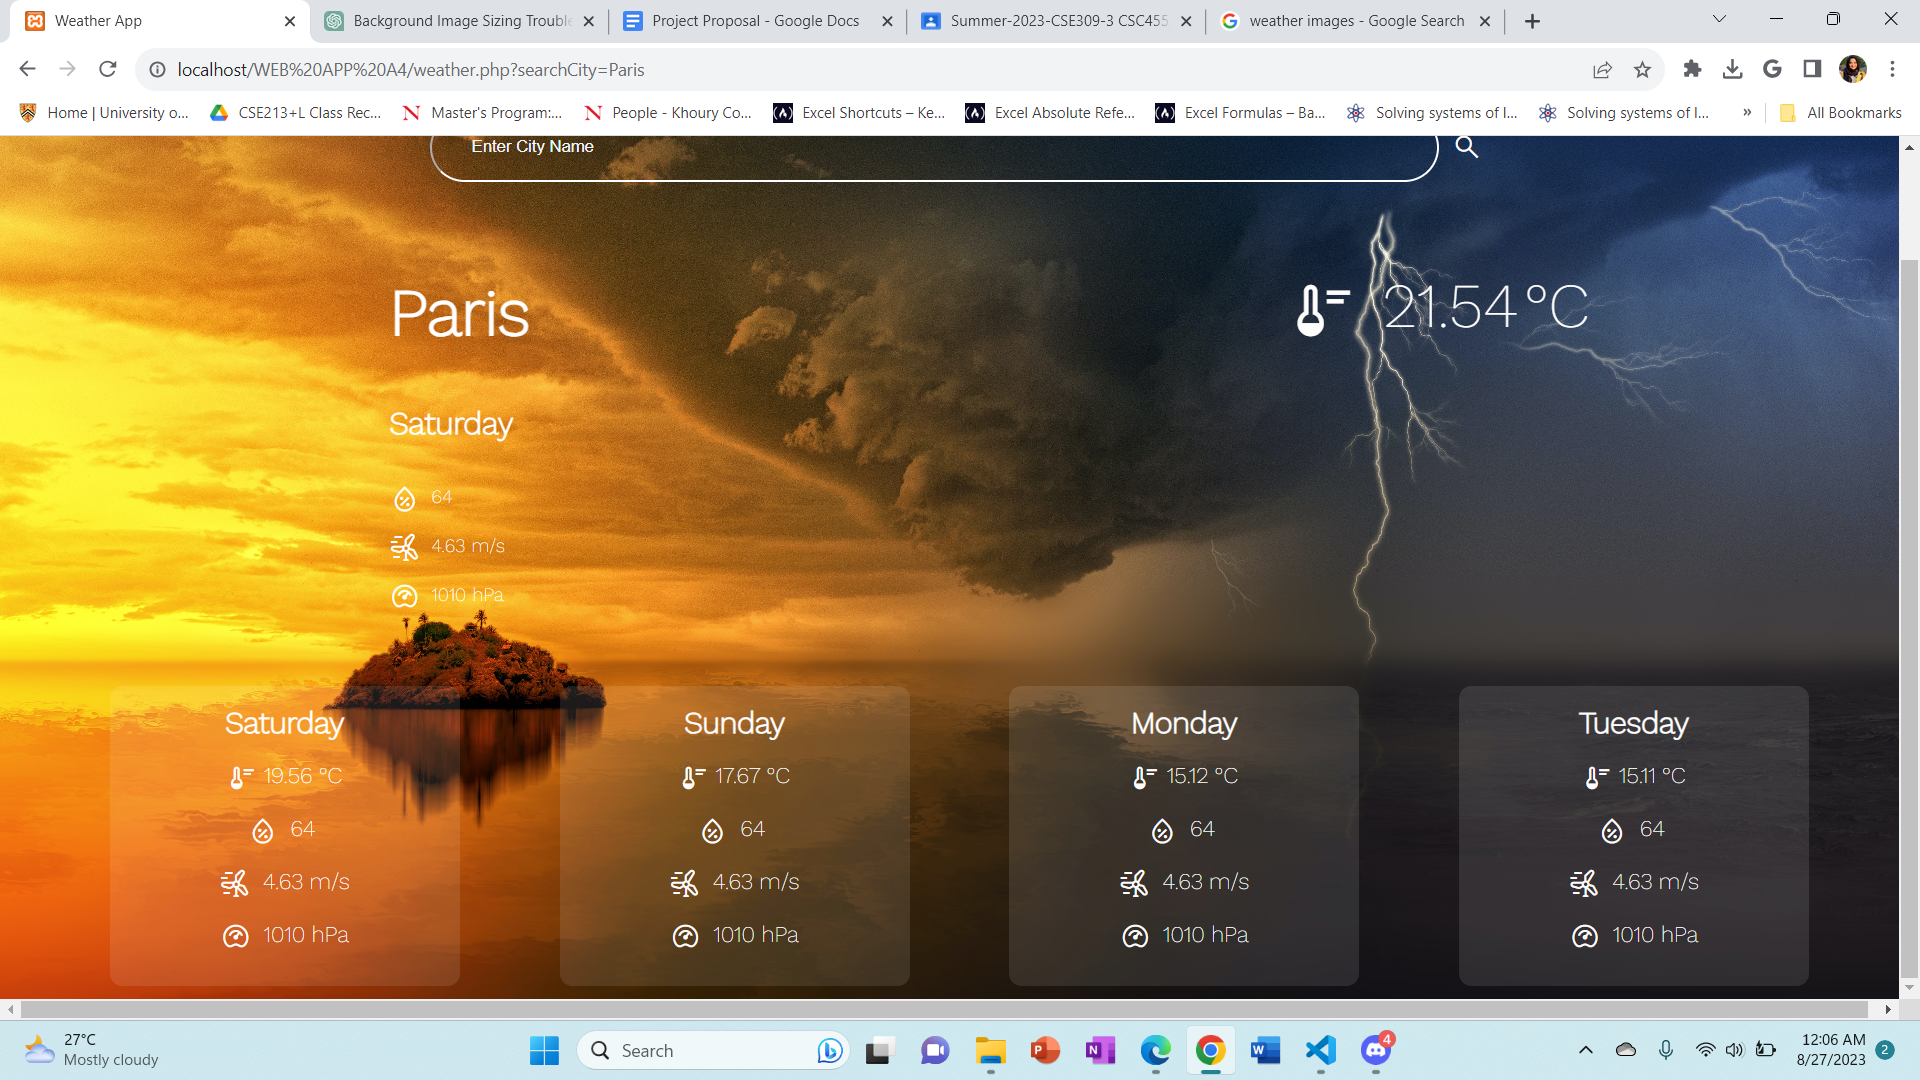 Weather App
Background Image Sizing Trouble
Project Proposal - Google Docs
Summer-2023-CSE309-3 CSC455
weather images - Google Search
localhost/WEB%20APP%20A4/weather.php?searchCity=Paris
Home | University o...
CSE213+L Class Rec...
Master's Program:...
People - Khoury Co...
Excel Shortcuts – Ke...
Excel Absolute Refe...
Excel Formulas – Ba...
Solving systems of l...
Solving systems of l...
»
All Bookmarks
Enter City Name
Paris
21.54 °C
Saturday
64
4.63 m/s
1010 hPa
Saturday
19.56 °C
64
4.63 m/s
1010 hPa
Sunday
17.67 °C
64
4.63 m/s
1010 hPa
Monday
15.12 °C
64
4.63 m/s
1010 hPa
Tuesday
15.11 °C
64
4.63 m/s
1010 hPa
27°C
Mostly cloudy
Search
4
12:06 AM
8/27/2023
2